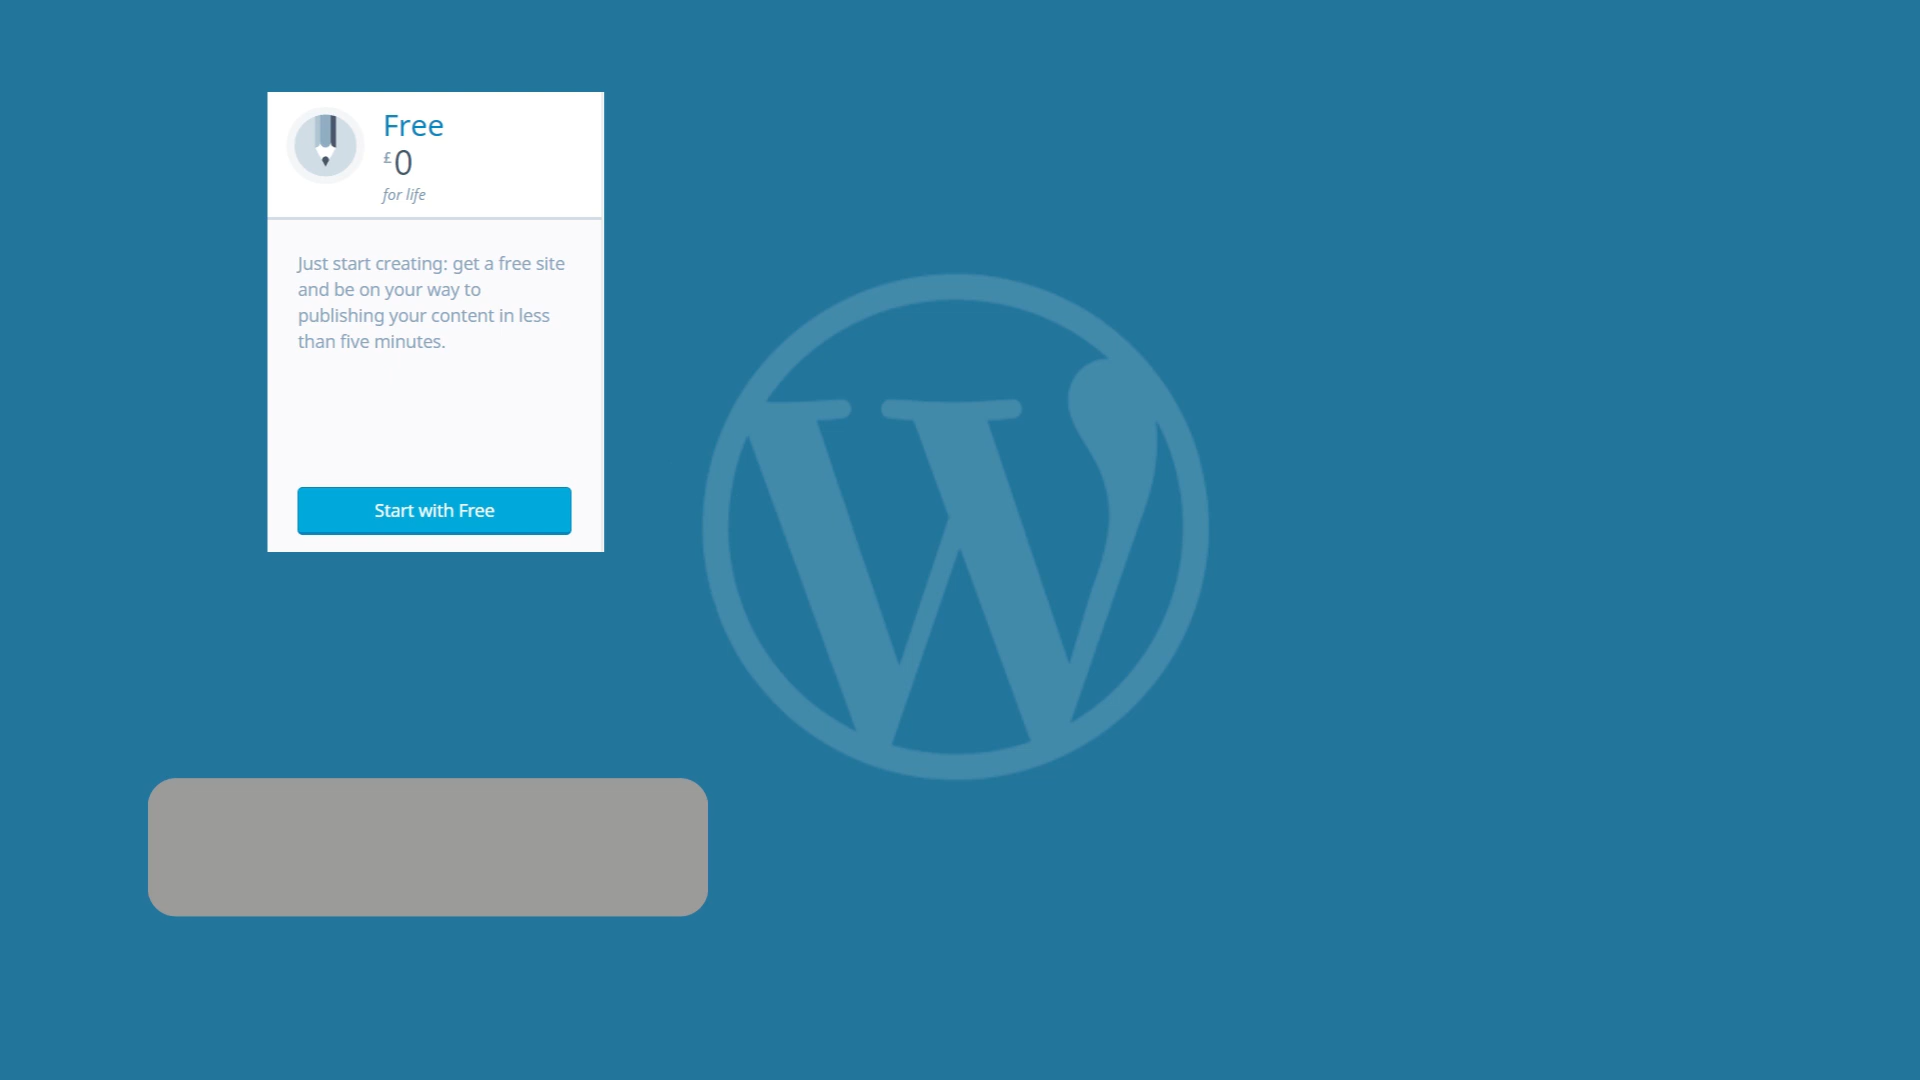 Free
£0
for life
Just start creating: get a free site
and be on your way to
publishing your content in less
than five minutes.
Start with Free